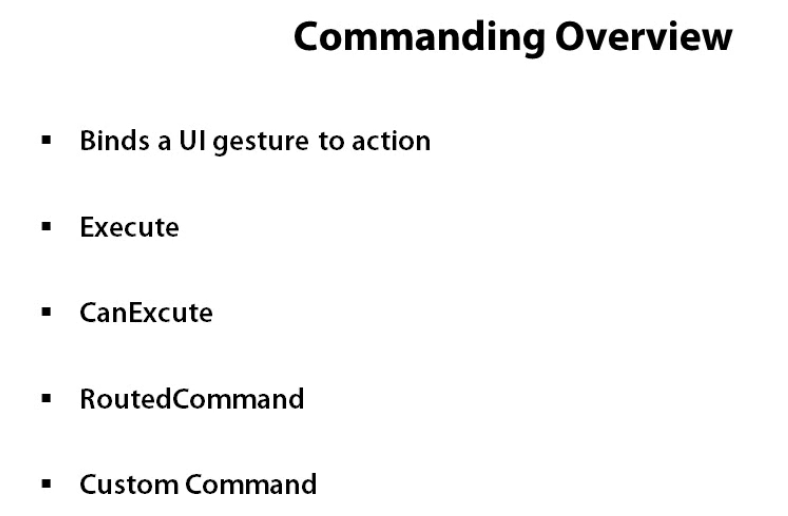 Commanding Overview
▪ Binds a UI gesture to action
▪ Execute
▪ CanExcute
▪ RoutedCommand
▪ Custom Command